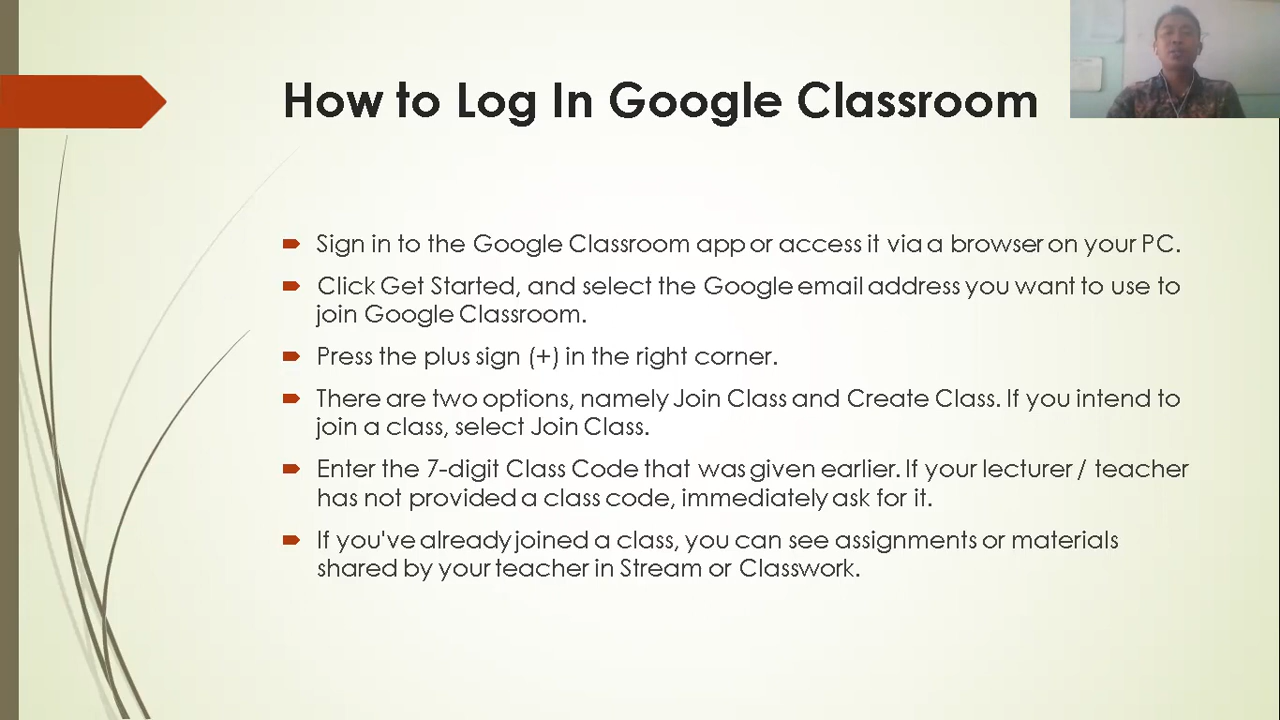 How to Log In Google Classroom
Sign in to the Google Classroom app or access it via a browser on your PC.
Click Get Started, and select the Google email address you want to use to
join Google Classroom.
Press the plus sign (+) in the right corner.
There are two options, namely Join Class and Create Class. If you intend to
join a class, select Join Class.
Enter the 7-digit Class Code that was given earlier. If your lecturer / teacher
has not provided a class code, immediately ask for it.
If you've already joined a class, you can see assignments or materials
shared by your teacher in Stream or Classwork.